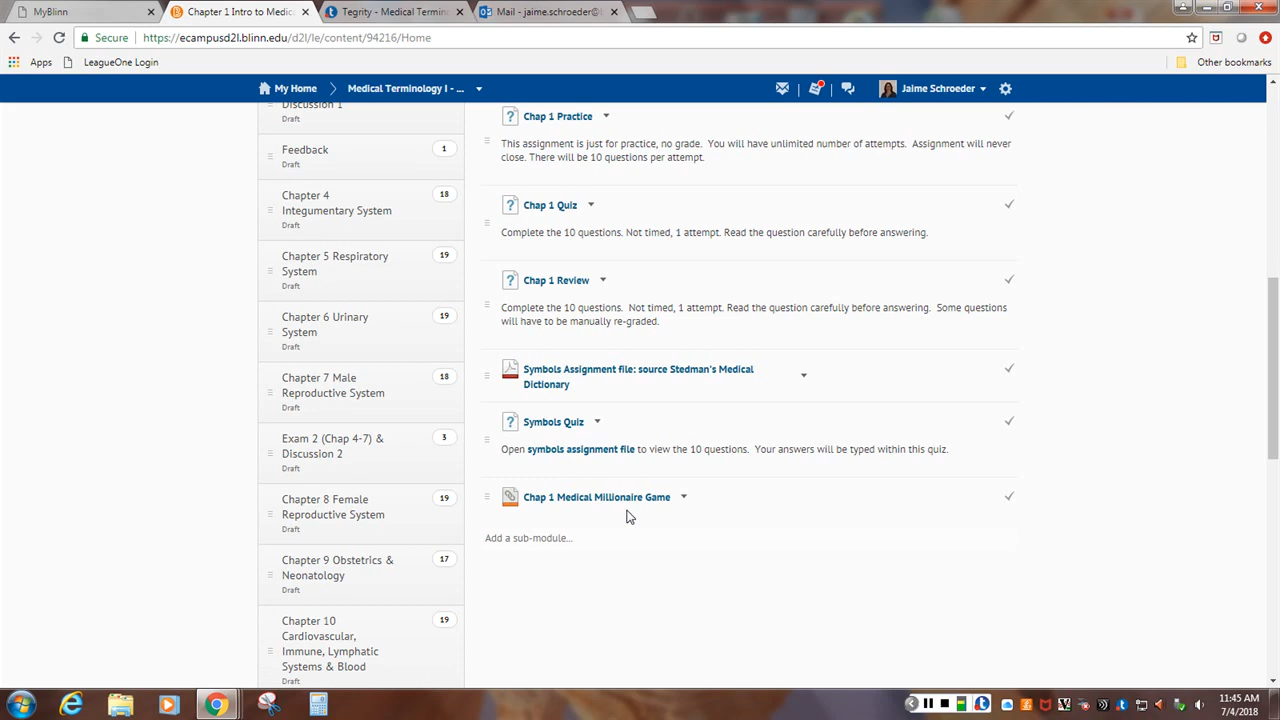 MyBlinn
Chapter 1 Intro to Medic
Tegrity - Medical Termin
Mail - jaime.schroeder@
Secure
https://ecampusd2l.blinn.edu/d2l/le/content/94216/Home
Apps
LeagueOne Login
Other bookmarks
My Home
Medical Terminology I - ...
Jaime Schroeder
Discussion 1
Draft
Feedback
1
Draft
Chapter 4
Integumentary System
18
Draft
Chapter 5 Respiratory
System
19
Draft
Chapter 6 Urinary
System
19
Draft
Chapter 7 Male
Reproductive System
18
Draft
Exam 2 (Chap 4-7) &
Discussion 2
3
Draft
Chapter 8 Female
Reproductive System
19
Draft
Chapter 9 Obstetrics &
Neonatology
17
Draft
Chapter 10
Cardiovascular,
Immune, Lymphatic
Systems & Blood
19
Draft
Chap 1 Practice
This assignment is just for practice, no grade. You will have unlimited number of attempts. Assignment will never
close. There will be 10 questions per attempt.
Chap 1 Quiz
Complete the 10 questions. Not timed, 1 attempt. Read the question carefully before answering.
Chap 1 Review
Complete the 10 questions. Not timed, 1 attempt. Read the question carefully before answering. Some questions
will have to be manually re-graded.
Symbols Assignment file: source Stedman's Medical
Dictionary
Symbols Quiz
Open symbols assignment file to view the 10 questions. Your answers will be typed within this quiz.
Chap 1 Medical Millionaire Game
Add a sub-module...
11:45 AM
7/4/2018